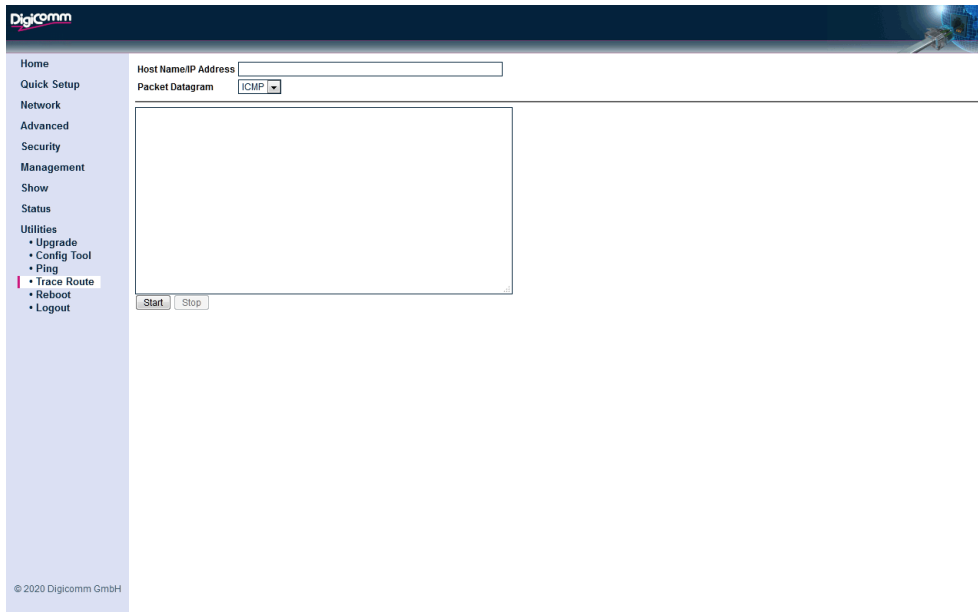 Digicomm
Home
Quick Setup
Network
Advanced
Security
Management
Show
Status
Utilities
• Upgrade
• Config Tool
• Ping
• Trace Route
• Reboot
• Logout
© 2020 Digicomm GmbH
Host Name/IP Address
Packet Datagram ICMP
Start Stop